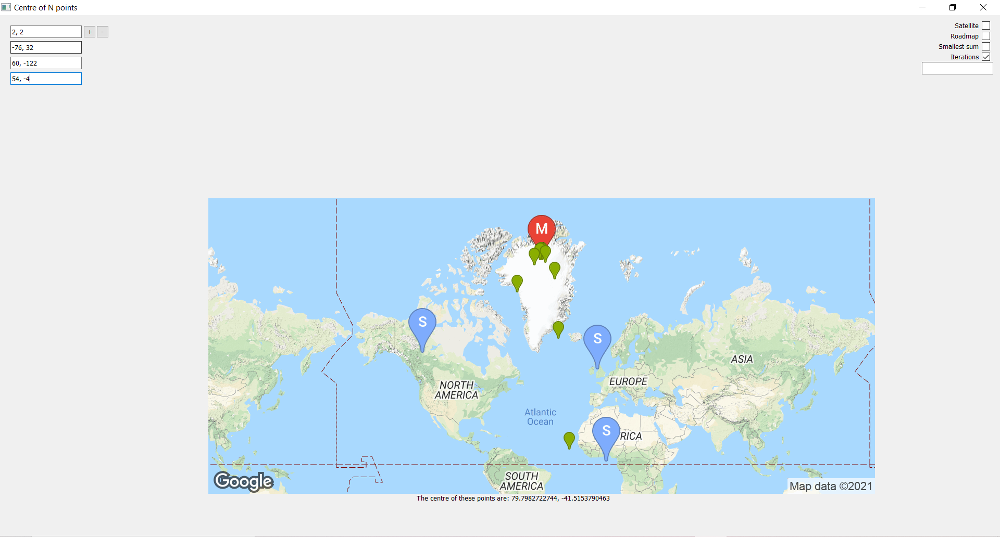 Centre of N points
2, 2
+
-
-76, 32
60, -122
54, -4
Satellite
Roadmap
Smallest sum
Iterations
M
S
S
S
NORTH
AMERICA
EUROPE
ASIA
Atlantic
Ocean
RICA
SOUTH
AMERICA
Google
Map data ©2021
The centre of these points are: 79.7982722744, -41.5153790463